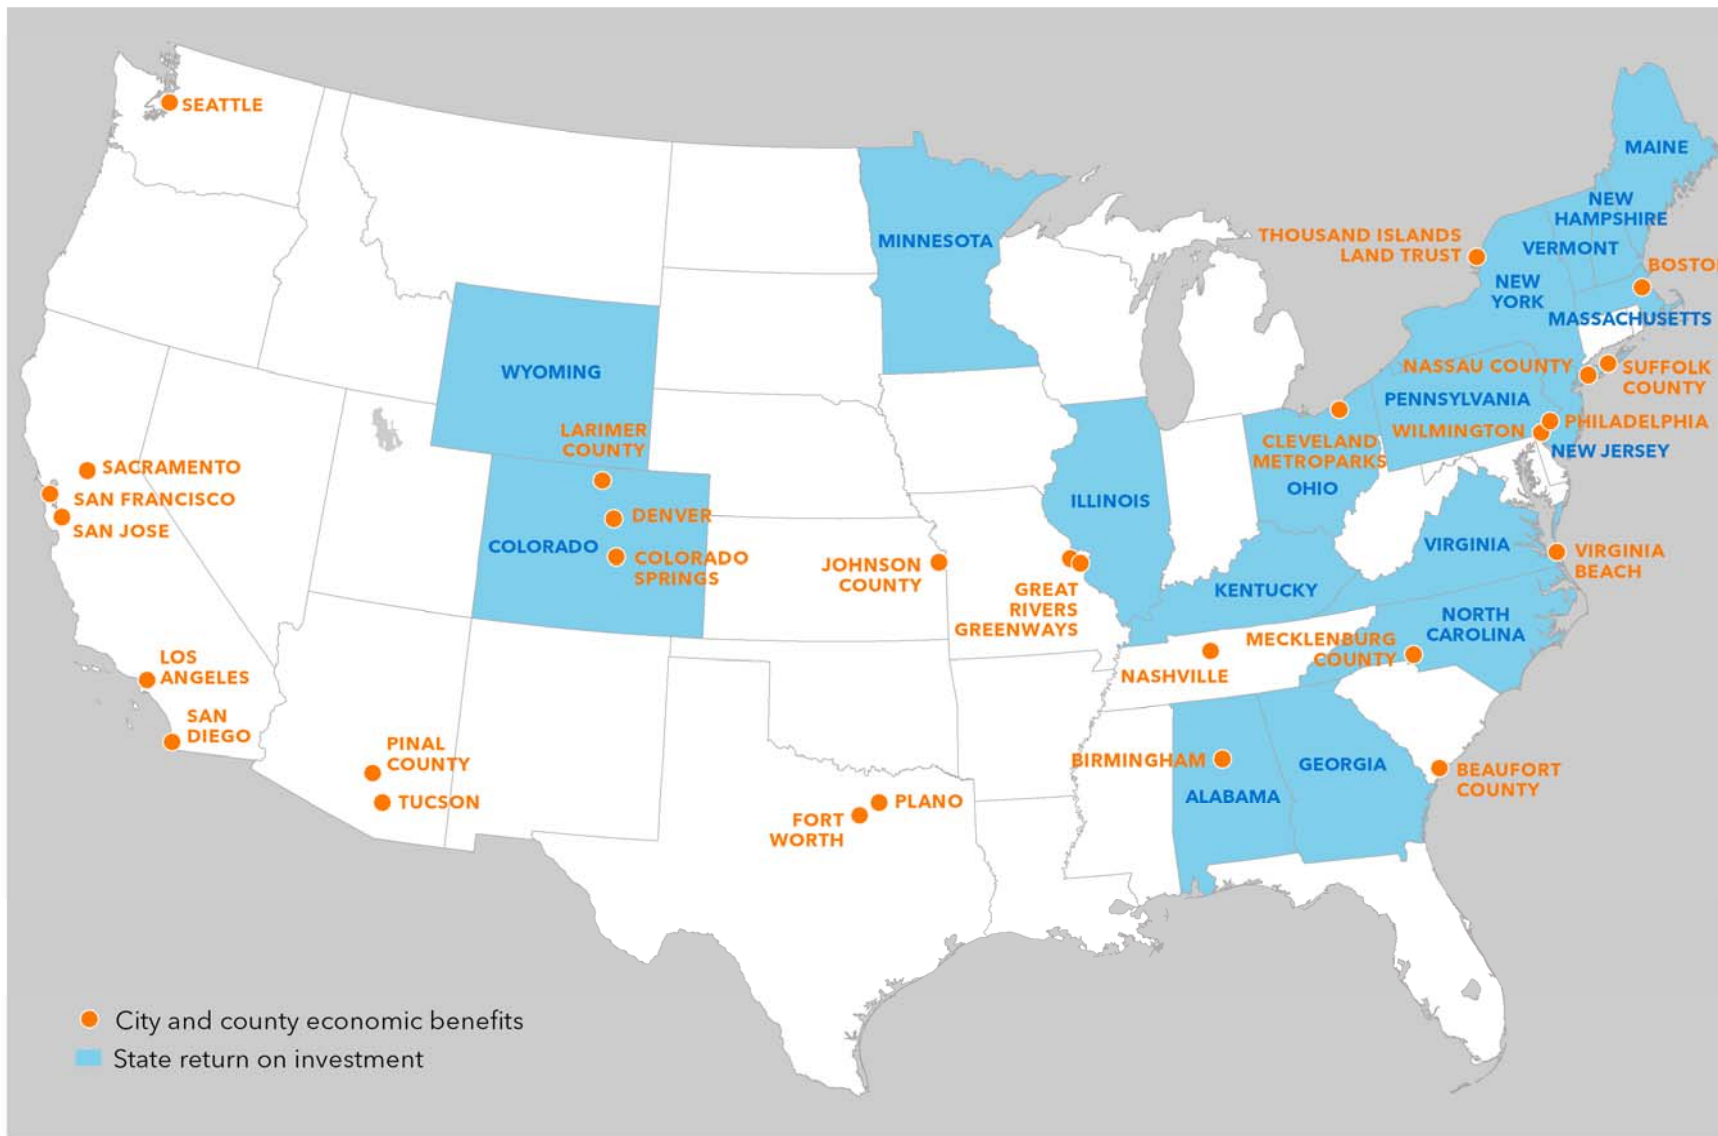 SEATTLE
MAINE
NEW
HAMPSHIRE
THOUSAND ISLANDS
LAND TRUST
MINNESOTA
VERMONT
BOSTO
NEW
YORK
MASSACHUSETTS
WYOMING
NASSAU COUNTY
SUFFOLK
COUNTY
PENNSYLVANIA
LARIMER
COUNTY
WILMINGTON
PHILADELPHIA
CLEVELAND
METROPARKS
NEW JERSEY
SACRAMENTO
OHIO
SAN FRANCISCO
ILLINOIS
SAN JOSE
DENVER
COLORADO
COLORADO
SPRINGS
JOHNSON
COUNTY
VIRGINIA
VIRGINIA
BEACH
GREAT
RIVERS
GREENWAYS
KENTUCKY
NORTH
CAROLINA
MECKLENBURG
COUNTY
LOS
ANGELES
NASHVILLE
SAN
DIEGO
PINAL
COUNTY
BIRMINGHAM
GEORGIA
BEAUFORT
COUNTY
TUCSON
PLANO
ALABAMA
FORT
WORTH
City and county economic benefits
State return on investment